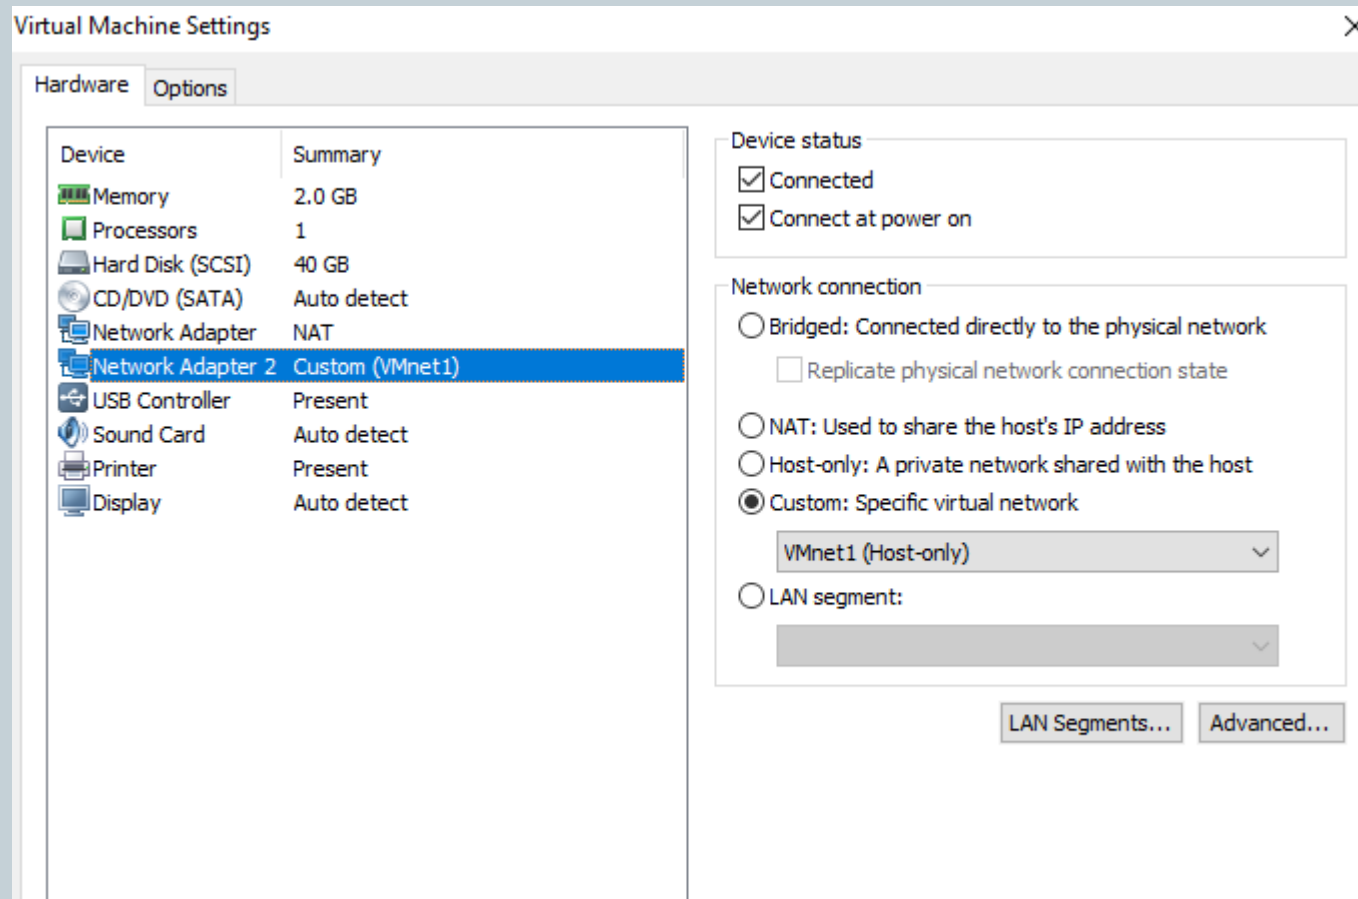 Virtual Machine Settings
Hardware
Options
Device Summary
Memory 2.0 GB
Processors 1
Hard Disk (SCSI) 40 GB
CD/DVD (SATA) Auto detect
Network Adapter NAT
Network Adapter 2 Custom (VMnet1)
USB Controller Present
Sound Card Auto detect
Printer Present
Display Auto detect
Device status
Connected
Connect at power on
Network connection
Bridged: Connected directly to the physical network
Replicate physical network connection state
NAT: Used to share the host's IP address
Host-only: A private network shared with the host
Custom: Specific virtual network
VMnet1 (Host-only)
LAN segment:
LAN Segments... Advanced...